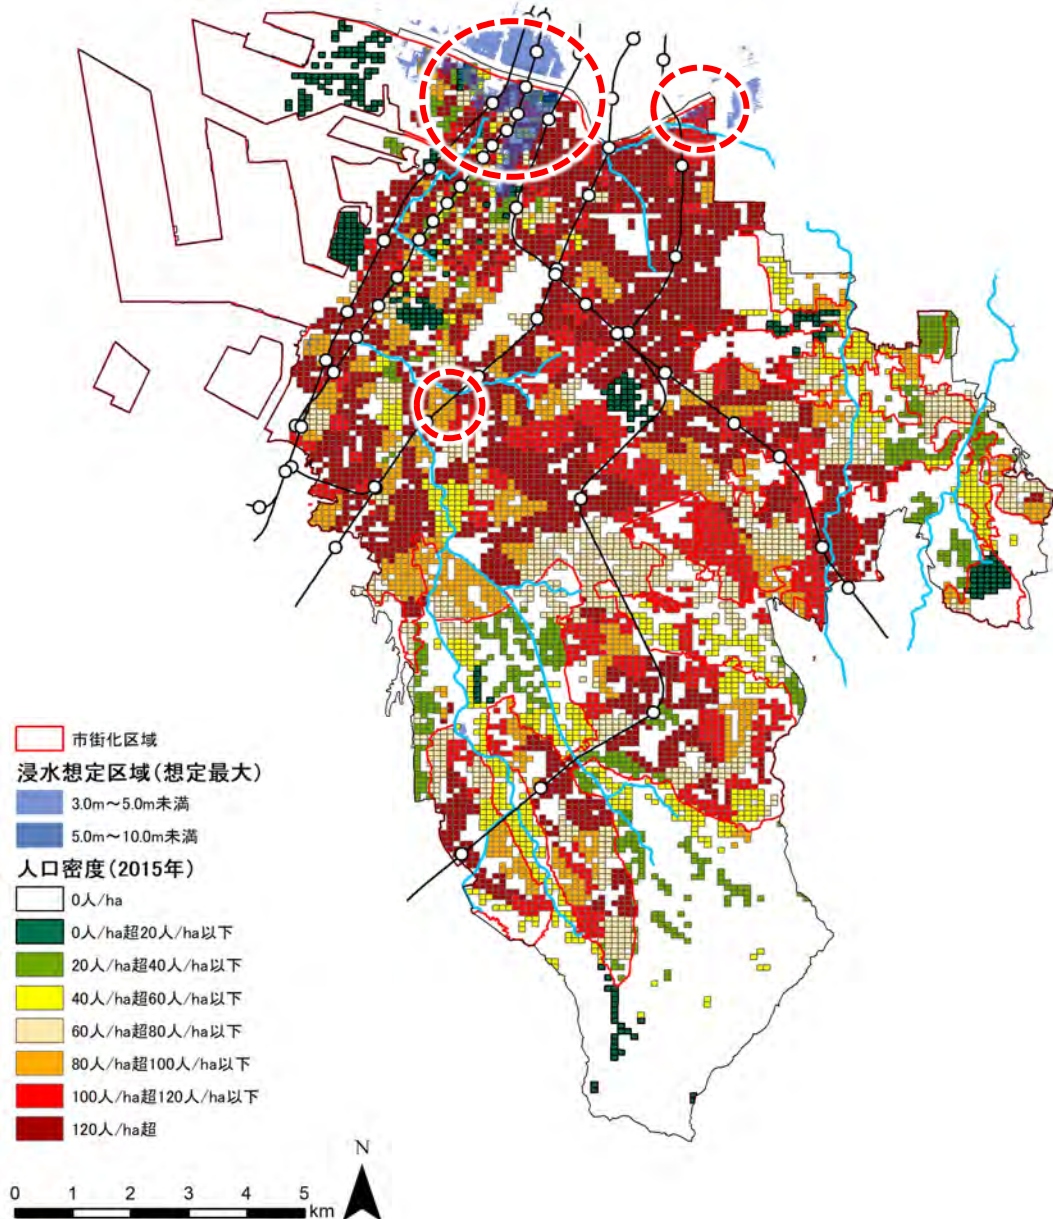 市街化区域
浸水想定区域(想定最大)
3.0m～5.0m未満
5.0m～10.0m未満
人口密度(2015年)
0人/ha
0人/ha超20人/ha以下
20人/ha超40人/ha以下
40人/ha超60人/ha以下
60人/ha超80人/ha以下
80人/ha超100人/ha以下
100人/ha超120人/ha以下
120人/ha超
N
0 1 2 3 4 5
km